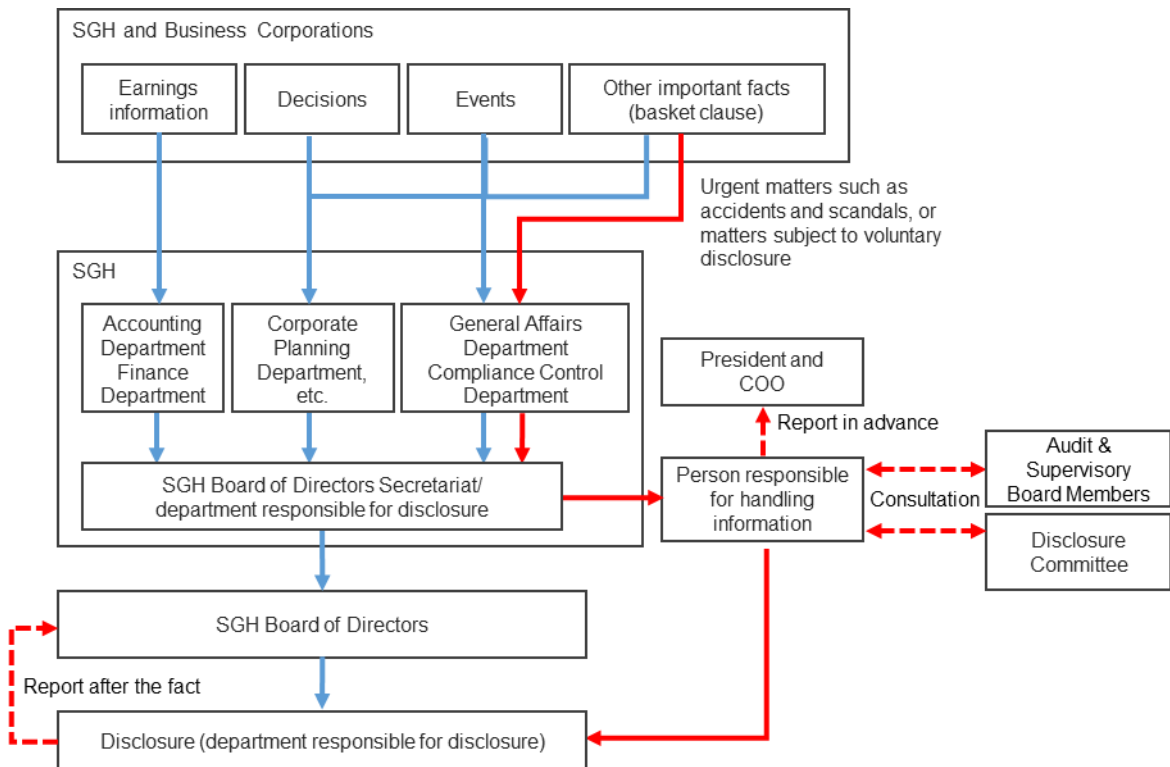 SGH and Business Corporations
Earnings
information
Decisions
Events
Other important facts
(basket clause)
Urgent matters such as
accidents and scandals, or
matters subject to voluntary
disclosure
SGH
Accounting
Department
Finance
Department
Corporate
Planning
Department,
etc.
General Affairs
Department
Compliance Control
Department
President and
COO
Report in advance
SGH Board of Directors Secretariat/
department responsible for disclosure
Person responsible
for handling
information
Consultation
Audit &
Supervisory
Board Members
Disclosure
Committee
SGH Board of Directors
Report after the fact
Disclosure (department responsible for disclosure)